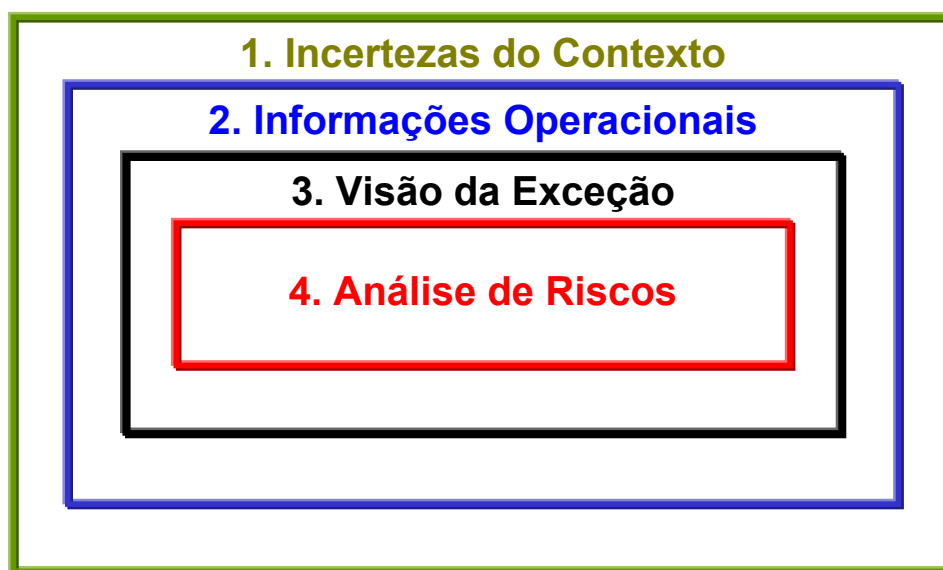 1. Incertezas do Contexto
2. Informações Operacionais
3. Visão da Exceção
4. Análise de Riscos